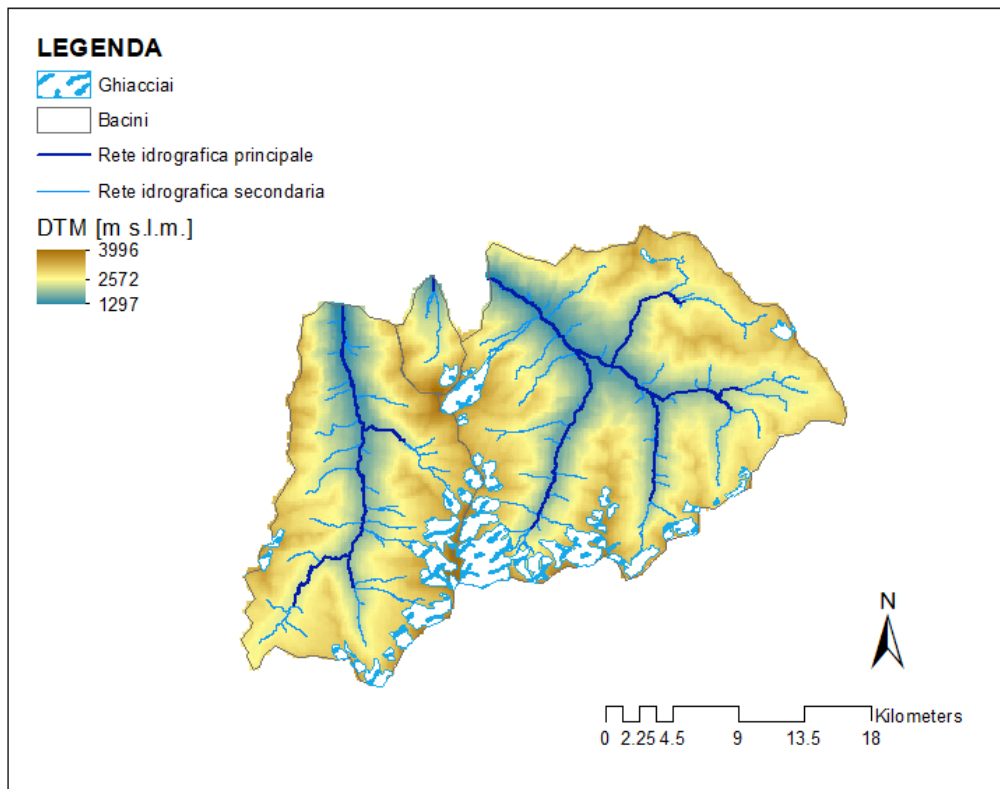 LEGENDA
Ghiacciai
Bacini
Rete idrografica principale
Rete idrografica secondaria
DTM [m s.l.m.]
3996
2572
1297
N
Kilometers
0 2.25 4.5 9 13.5 18